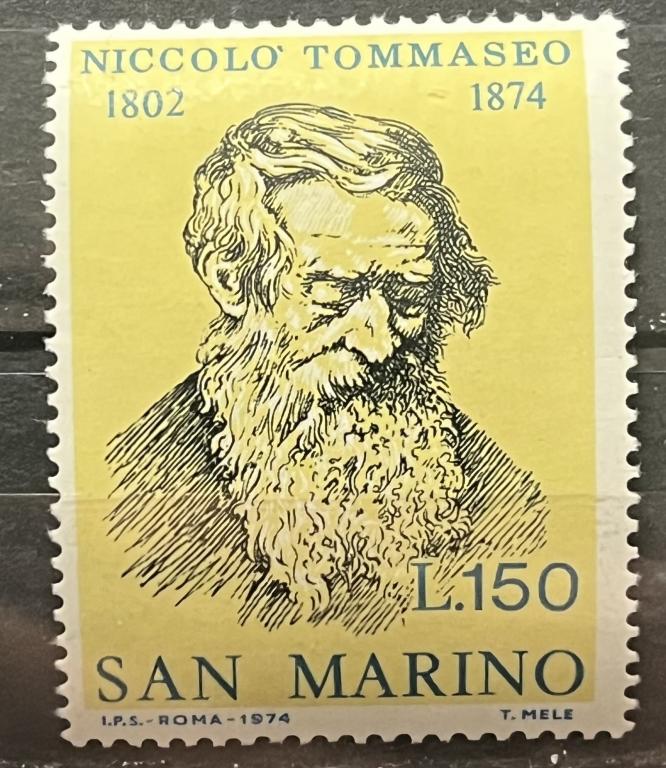 NICCOLO' TOMMASEO
1802 1874
L.150
SAN MARINO
I.P.S.-ROMA-1974 T. MELE